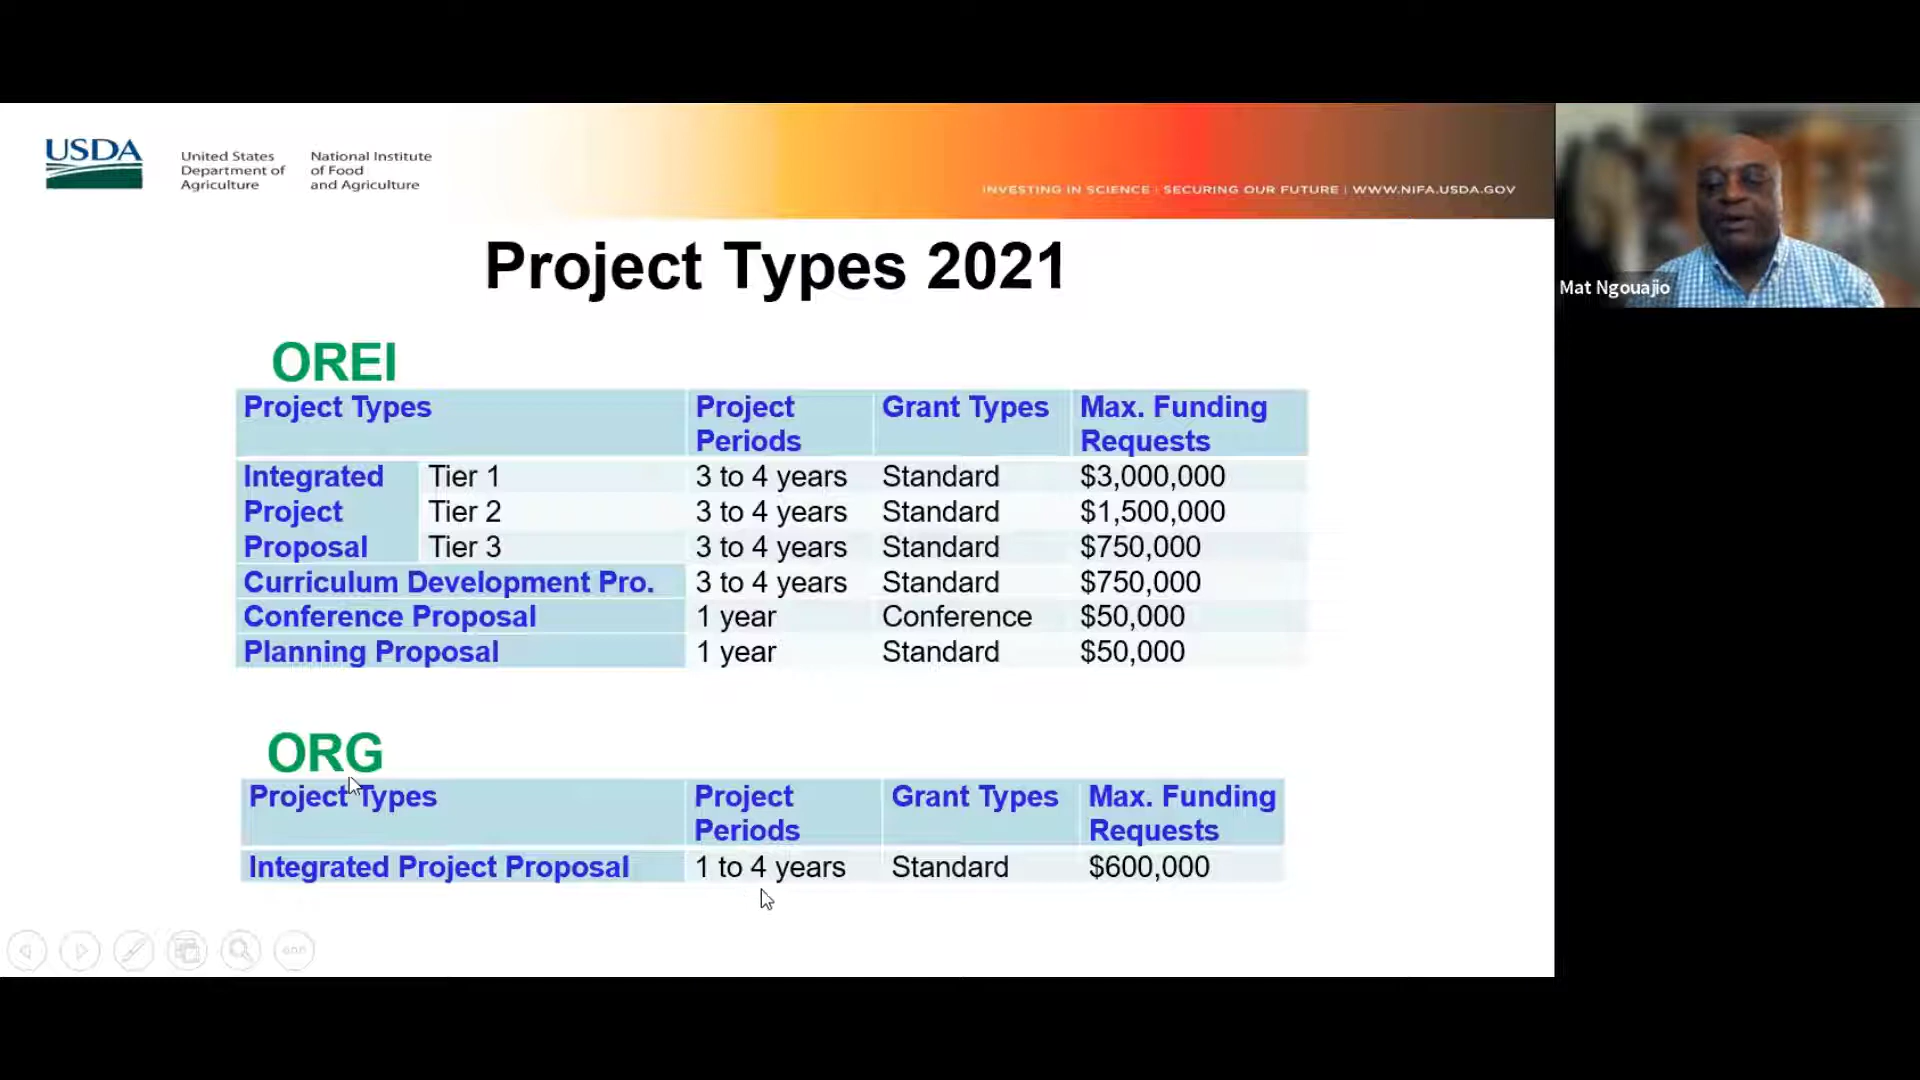 USDA
United States
Department of
Agriculture
National Institute
of Food
and Agriculture
INVESTING IN SCIENCE | SECURING OUR FUTURE | WWW.NIFA.USDA.GOV
Mat Ngouajio
Project Types 2021
OREI
Project Types Project Periods Grant Types Max. Funding Requests
Integrated Project Proposal
Tier 1 3 to 4 years Standard $3,000,000
Tier 2 3 to 4 years Standard $1,500,000
Tier 3 3 to 4 years Standard $750,000
Curriculum Development Pro. 3 to 4 years Standard $750,000
Conference Proposal 1 year Conference $50,000
Planning Proposal 1 year Standard $50,000
ORG
Project Types Project Periods Grant Types Max. Funding Requests
Integrated Project Proposal 1 to 4 years Standard $600,000